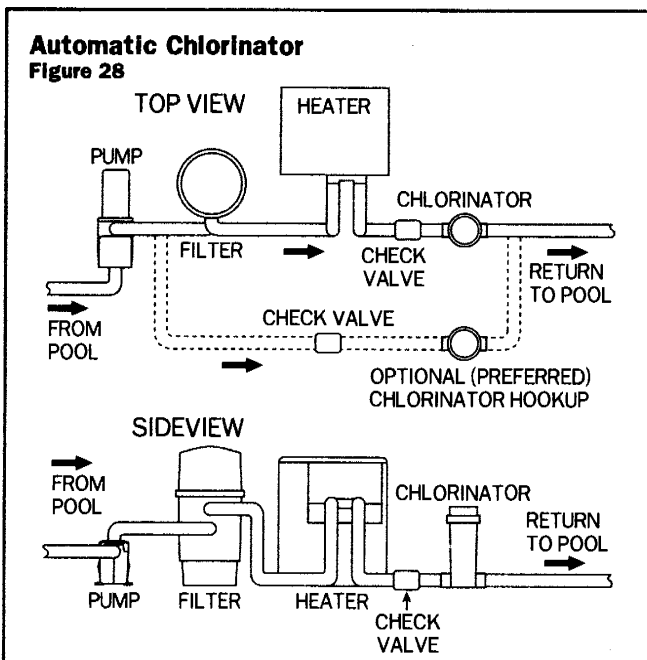 Automatic Chlorinator
Figure 28
TOP VIEW
HEATER
PUMP
CHLORINATOR
FILTER
CHECK
VALVE
RETURN
TO POOL
FROM
POOL
CHECK VALVE
OPTIONAL (PREFERRED)
CHLORINATOR HOOKUP
SIDEVIEW
FROM
POOL
CHLORINATOR
RETURN
TO POOL
PUMP
FILTER
HEATER
CHECK
VALVE